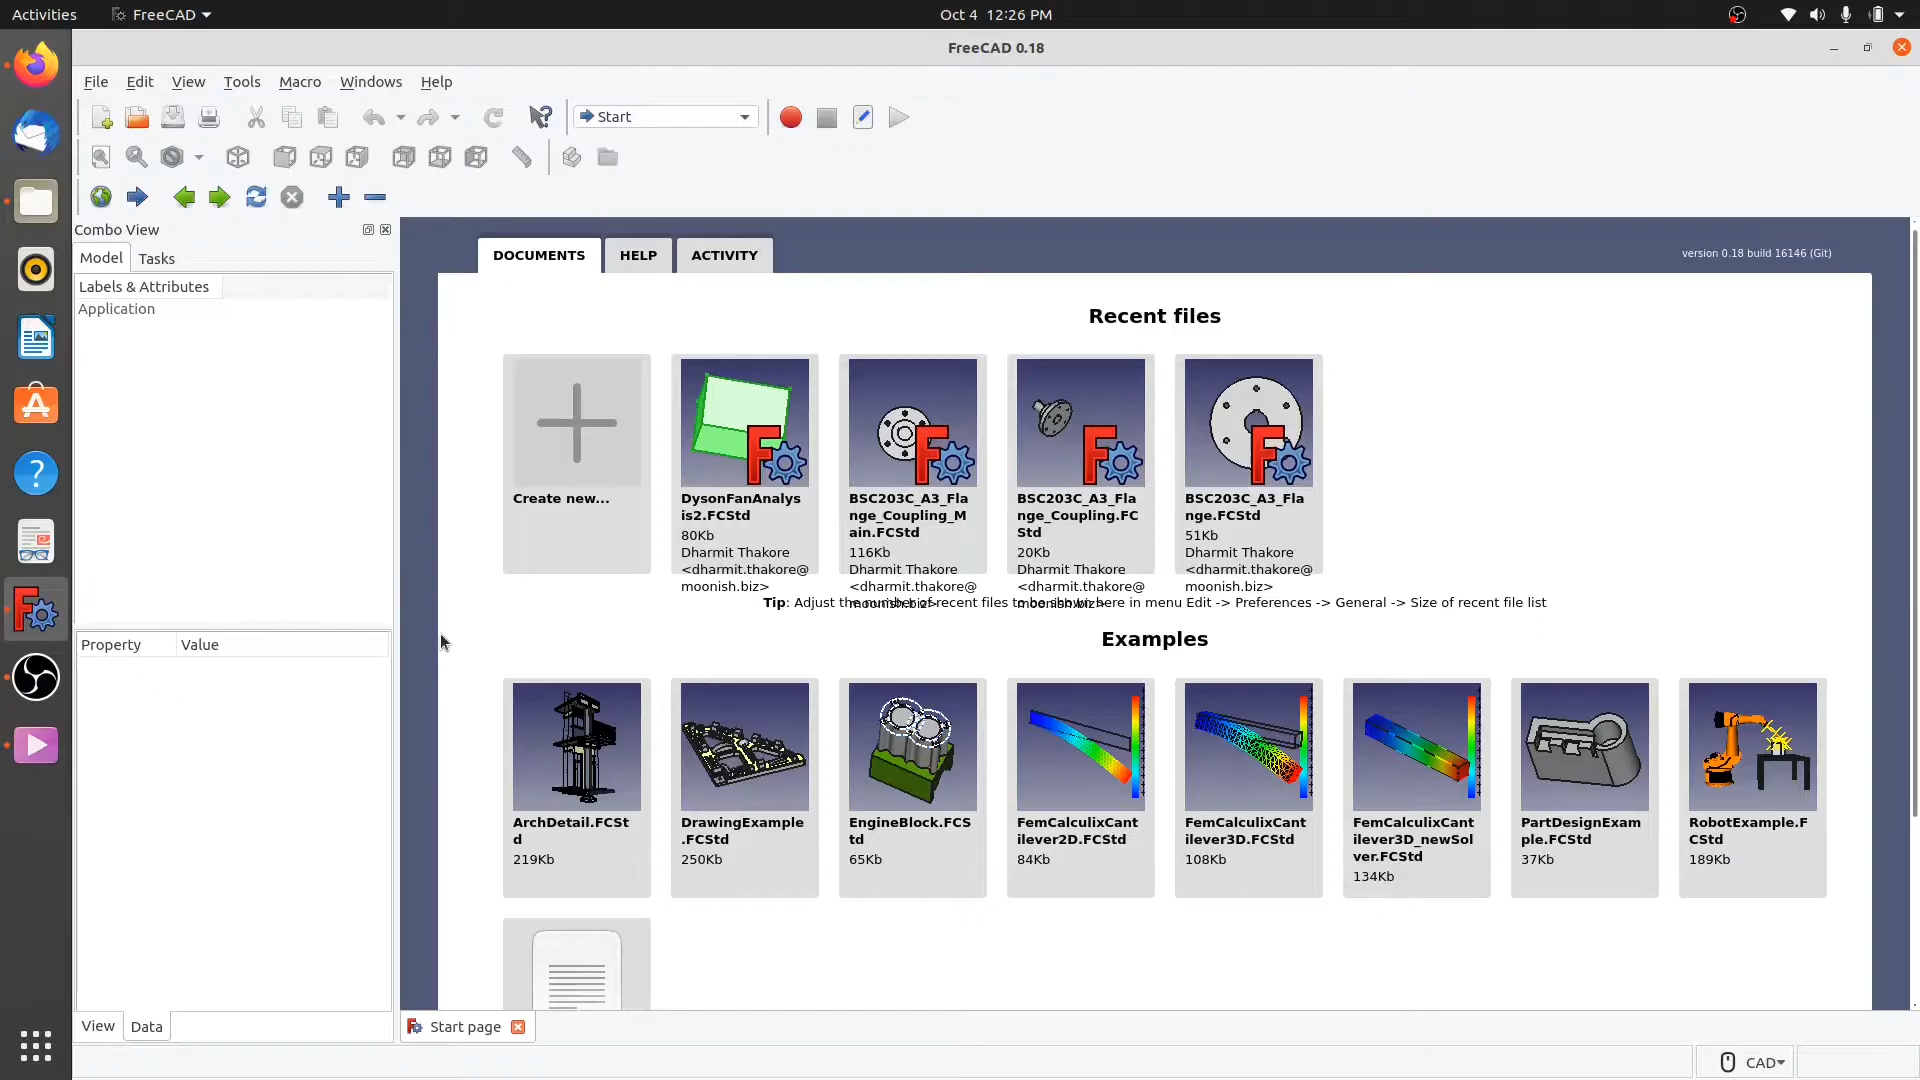 Activities
FreeCAD
Oct 4 12:26 PM
FreeCAD 0.18
File Edit View Tools Macro Windows Help
Start
Combo View
Model Tasks
Labels & Attributes
Application
Property Value
View Data
DOCUMENTS HELP ACTIVITY
version 0.18 build 16146 (Git)
Recent files
Create new...
DysonFanAnalys
is2.FCStd
80Kb
Dharmit Thakore
<dharmit.thakore@
moonish.biz>
BSC203C_A3_Fla
nge_Coupling_M
ain.FCStd
116Kb
Dharmit Thakore
<dharmit.thakore@
moonish.biz>
BSC203C_A3_Fla
nge_Coupling.FC
Std
20Kb
Dharmit Thakore
<dharmit.thakore@
moonish.biz>
BSC203C_A3_Fla
nge.FCStd
51Kb
Dharmit Thakore
<dharmit.thakore@
moonish.biz>
Tip: Adjust the number of recent files to be shown here in menu Edit -> Preferences -> General -> Size of recent file list
Examples
ArchDetail.FCSt
d
219Kb
DrawingExample
.FCStd
250Kb
EngineBlock.FCS
td
65Kb
FemCalculixCant
ilever2D.FCStd
84Kb
FemCalculixCant
ilever3D.FCStd
108Kb
FemCalculixCant
ilever3D_newSol
ver.FCStd
134Kb
PartDesignExam
ple.FCStd
37Kb
RobotExample.F
CStd
189Kb
Start page
CAD